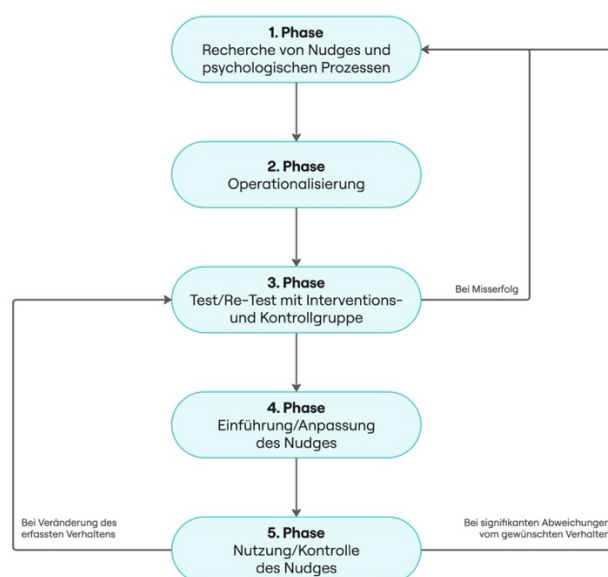 1. Phase
Recherche von Nudges und
psychologischen Prozessen
2. Phase
Operationalisierung
3. Phase
Test/Re-Test mit Interventions-
und Kontrollgruppe
Bei Misserfolg
4. Phase
Einführung/Anpassung
des Nudges
Bei Veränderung des
erfassten Verhaltens
5. Phase
Nutzung/Kontrolle
des Nudges
Bei signifikanten Abweichungen
vom gewünschten Verhalten